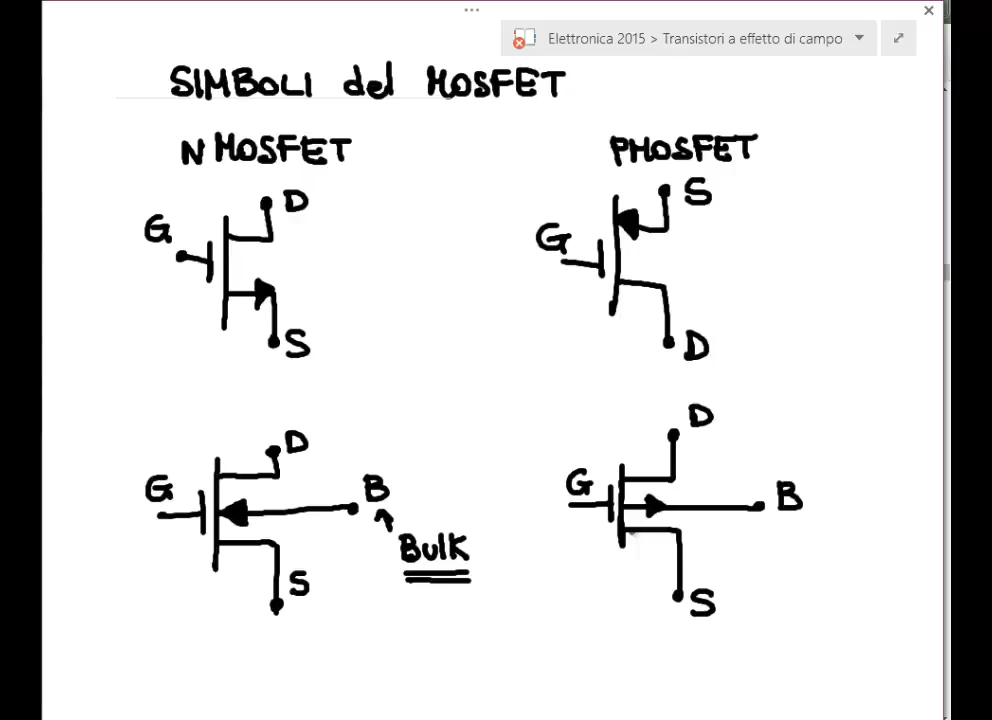 Elettronica 2015 > Transistori a effetto di campo
SIMBOLI del MOSFET
N MOSFET
PMOSFET
D
G
S
S
G
D
D
G
B
Bulk
S
D
G
B
S